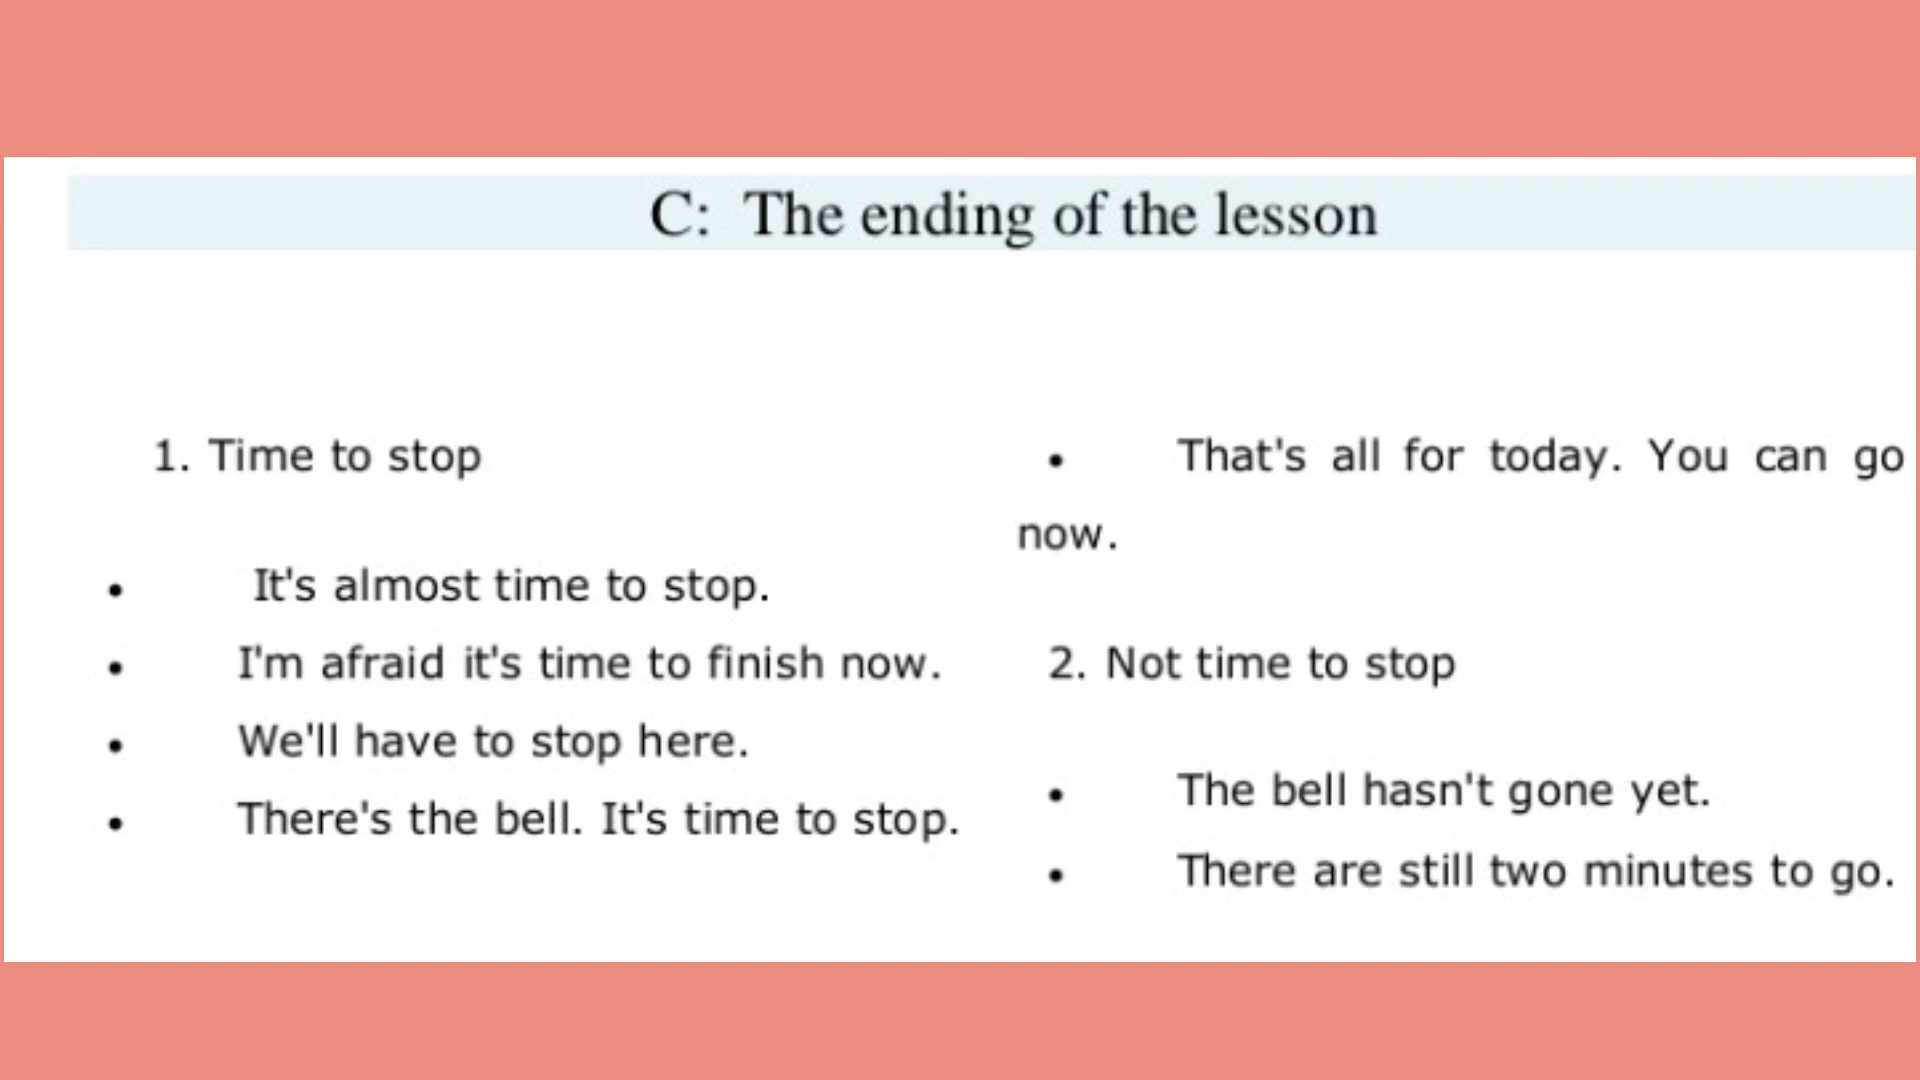 C: The ending of the lesson
1. Time to stop
• It's almost time to stop.
• I'm afraid it's time to finish now.
• We'll have to stop here.
• There's the bell. It's time to stop.
• That's all for today. You can go
now.
2. Not time to stop
• The bell hasn't gone yet.
• There are still two minutes to go.